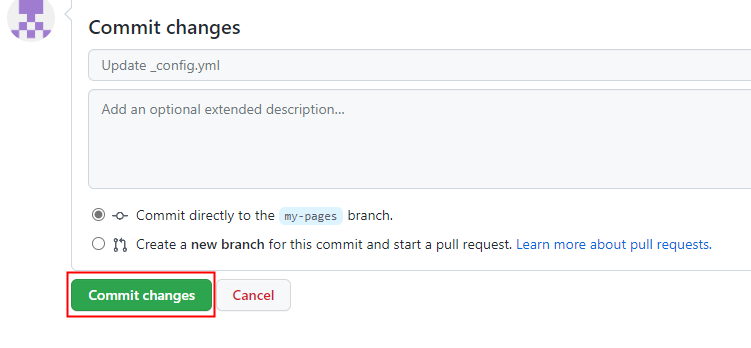 Commit changes
Update _config.yml
Add an optional extended description...
Commit directly to the my-pages branch.
Create a new branch for this commit and start a pull request. Learn more about pull requests.
Commit changes Cancel